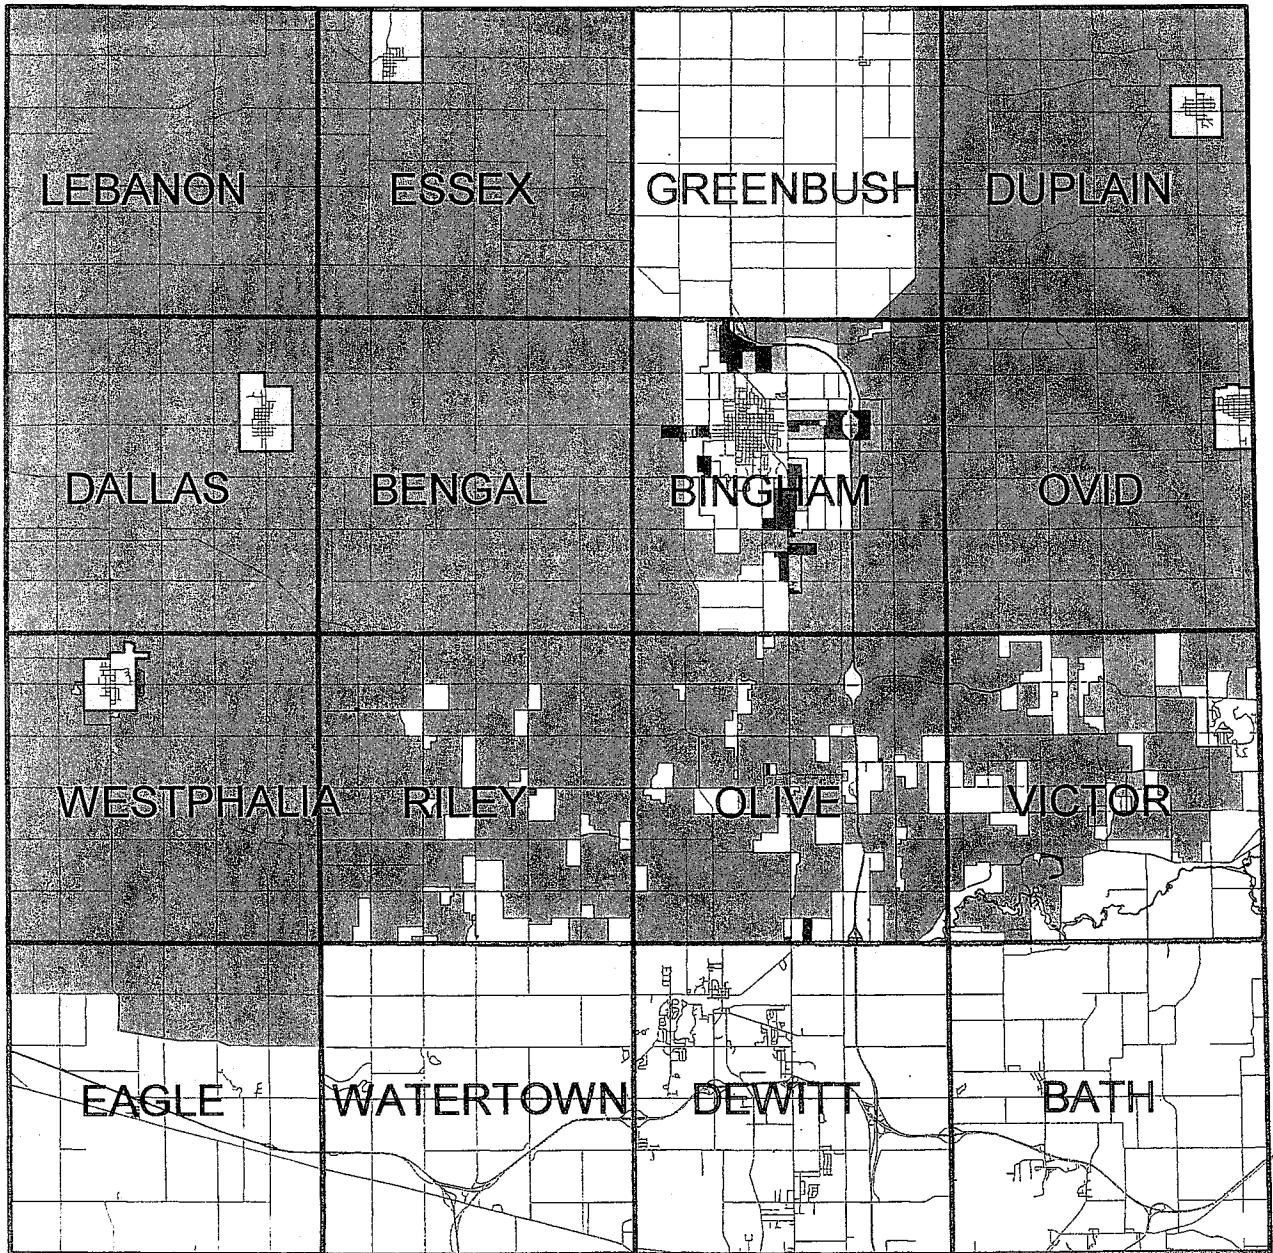 LEBANON ESSEX GREENBUSH DUPLAIN
DALLAS BENGAL BINGHAM OVID
WESTPHALIA RILEY OLIVE VICTOR
EAGLE WATERTOWN DEWITT BATH